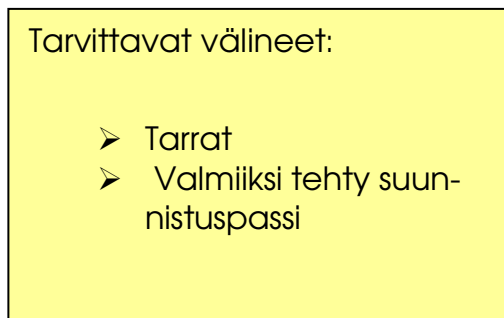 Tarvittavat välineet:
➢ Tarrat
➢ Valmiiksi tehty suun-
nistuspassi